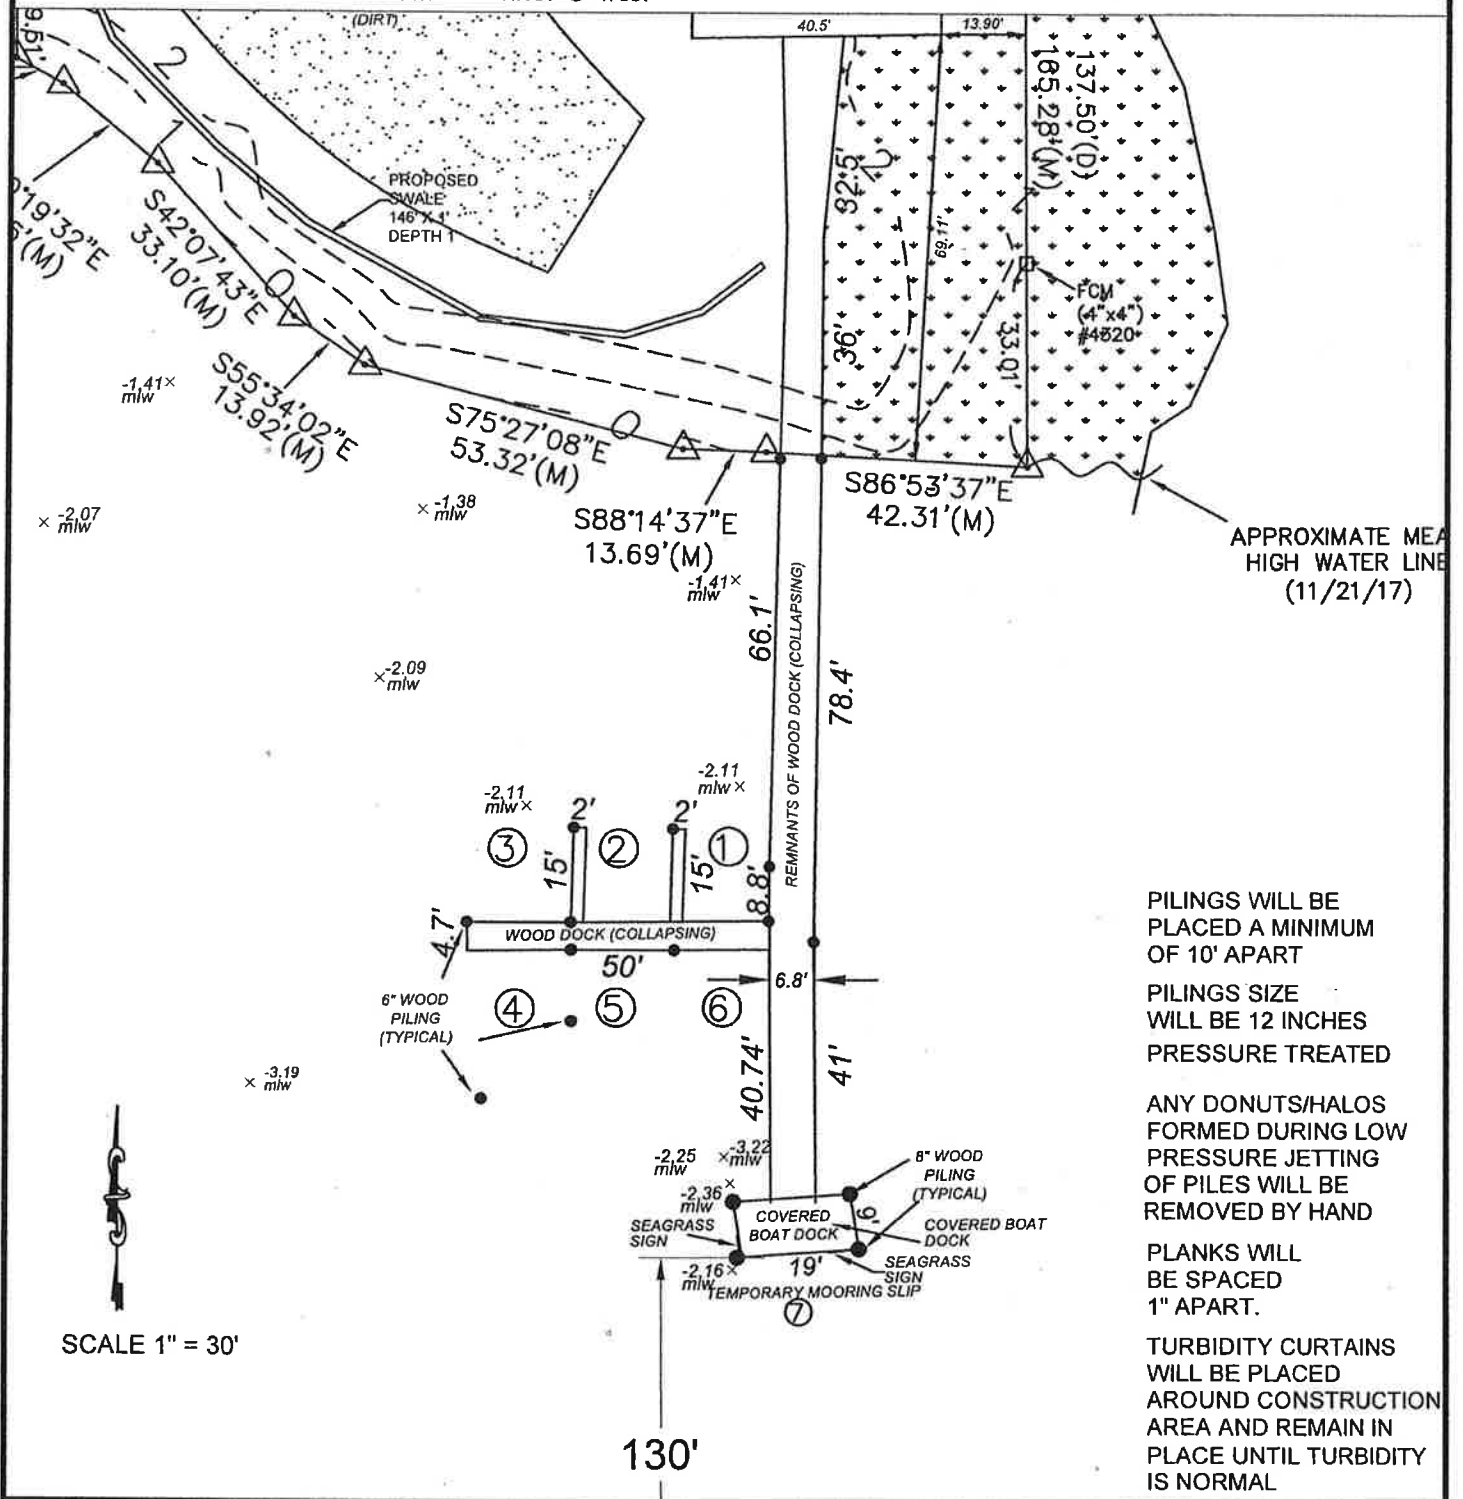 (DIRT)
40.5'
13.90'
9.51'
2
1
PROPOSED
SWALE
146' X 1'
DEPTH 1
137.50'(D)
165.28'(M)
32.5'
2
69.11'
36'
FCM
(4"x4")
#4520
33.01'
°19'32"E
5'(M)
S42°07'43"E
33.10'(M)
0
S55°34'02"E
13.92'(M)
S75°27'08"E
53.32'(M)
0
S88°14'37"E
13.69'(M)
S86°53'37"E
42.31'(M)
APPROXIMATE MEA
HIGH WATER LINE
(11/21/17)
-1.41
mlw
-2.07
mlw
-1.38
mlw
-1.41
mlw
-2.09
mlw
66.1'
REMNANTS OF WOOD DOCK (COLLAPSING)
78.4'
-2.11
mlw
-2.11
mlw
2'
2'
3
2
1
15'
15'
8.8'
4.7'
WOOD DOCK (COLLAPSING)
50'
6.8'
6" WOOD
PILING
(TYPICAL)
4
5
6
40.74'
41'
-3.19
mlw
-2.25
mlw
-3.22
mlw
-2.36
mlw
8" WOOD
PILING
(TYPICAL)
COVERED
BOAT DOCK
9'
COVERED BOAT
DOCK
SEAGRASS
SIGN
SEAGRASS
SIGN
19'
-2.16
mlw
TEMPORARY MOORING SLIP
7
130'
SCALE 1" = 30'
PILINGS WILL BE
PLACED A MINIMUM
OF 10' APART
PILINGS SIZE
WILL BE 12 INCHES
PRESSURE TREATED
ANY DONUTS/HALOS
FORMED DURING LOW
PRESSURE JETTING
OF PILES WILL BE
REMOVED BY HAND
PLANKS WILL
BE SPACED
1" APART.
TURBIDITY CURTAINS
WILL BE PLACED
AROUND CONSTRUCTION
AREA AND REMAIN IN
PLACE UNTIL TURBIDITY
IS NORMAL